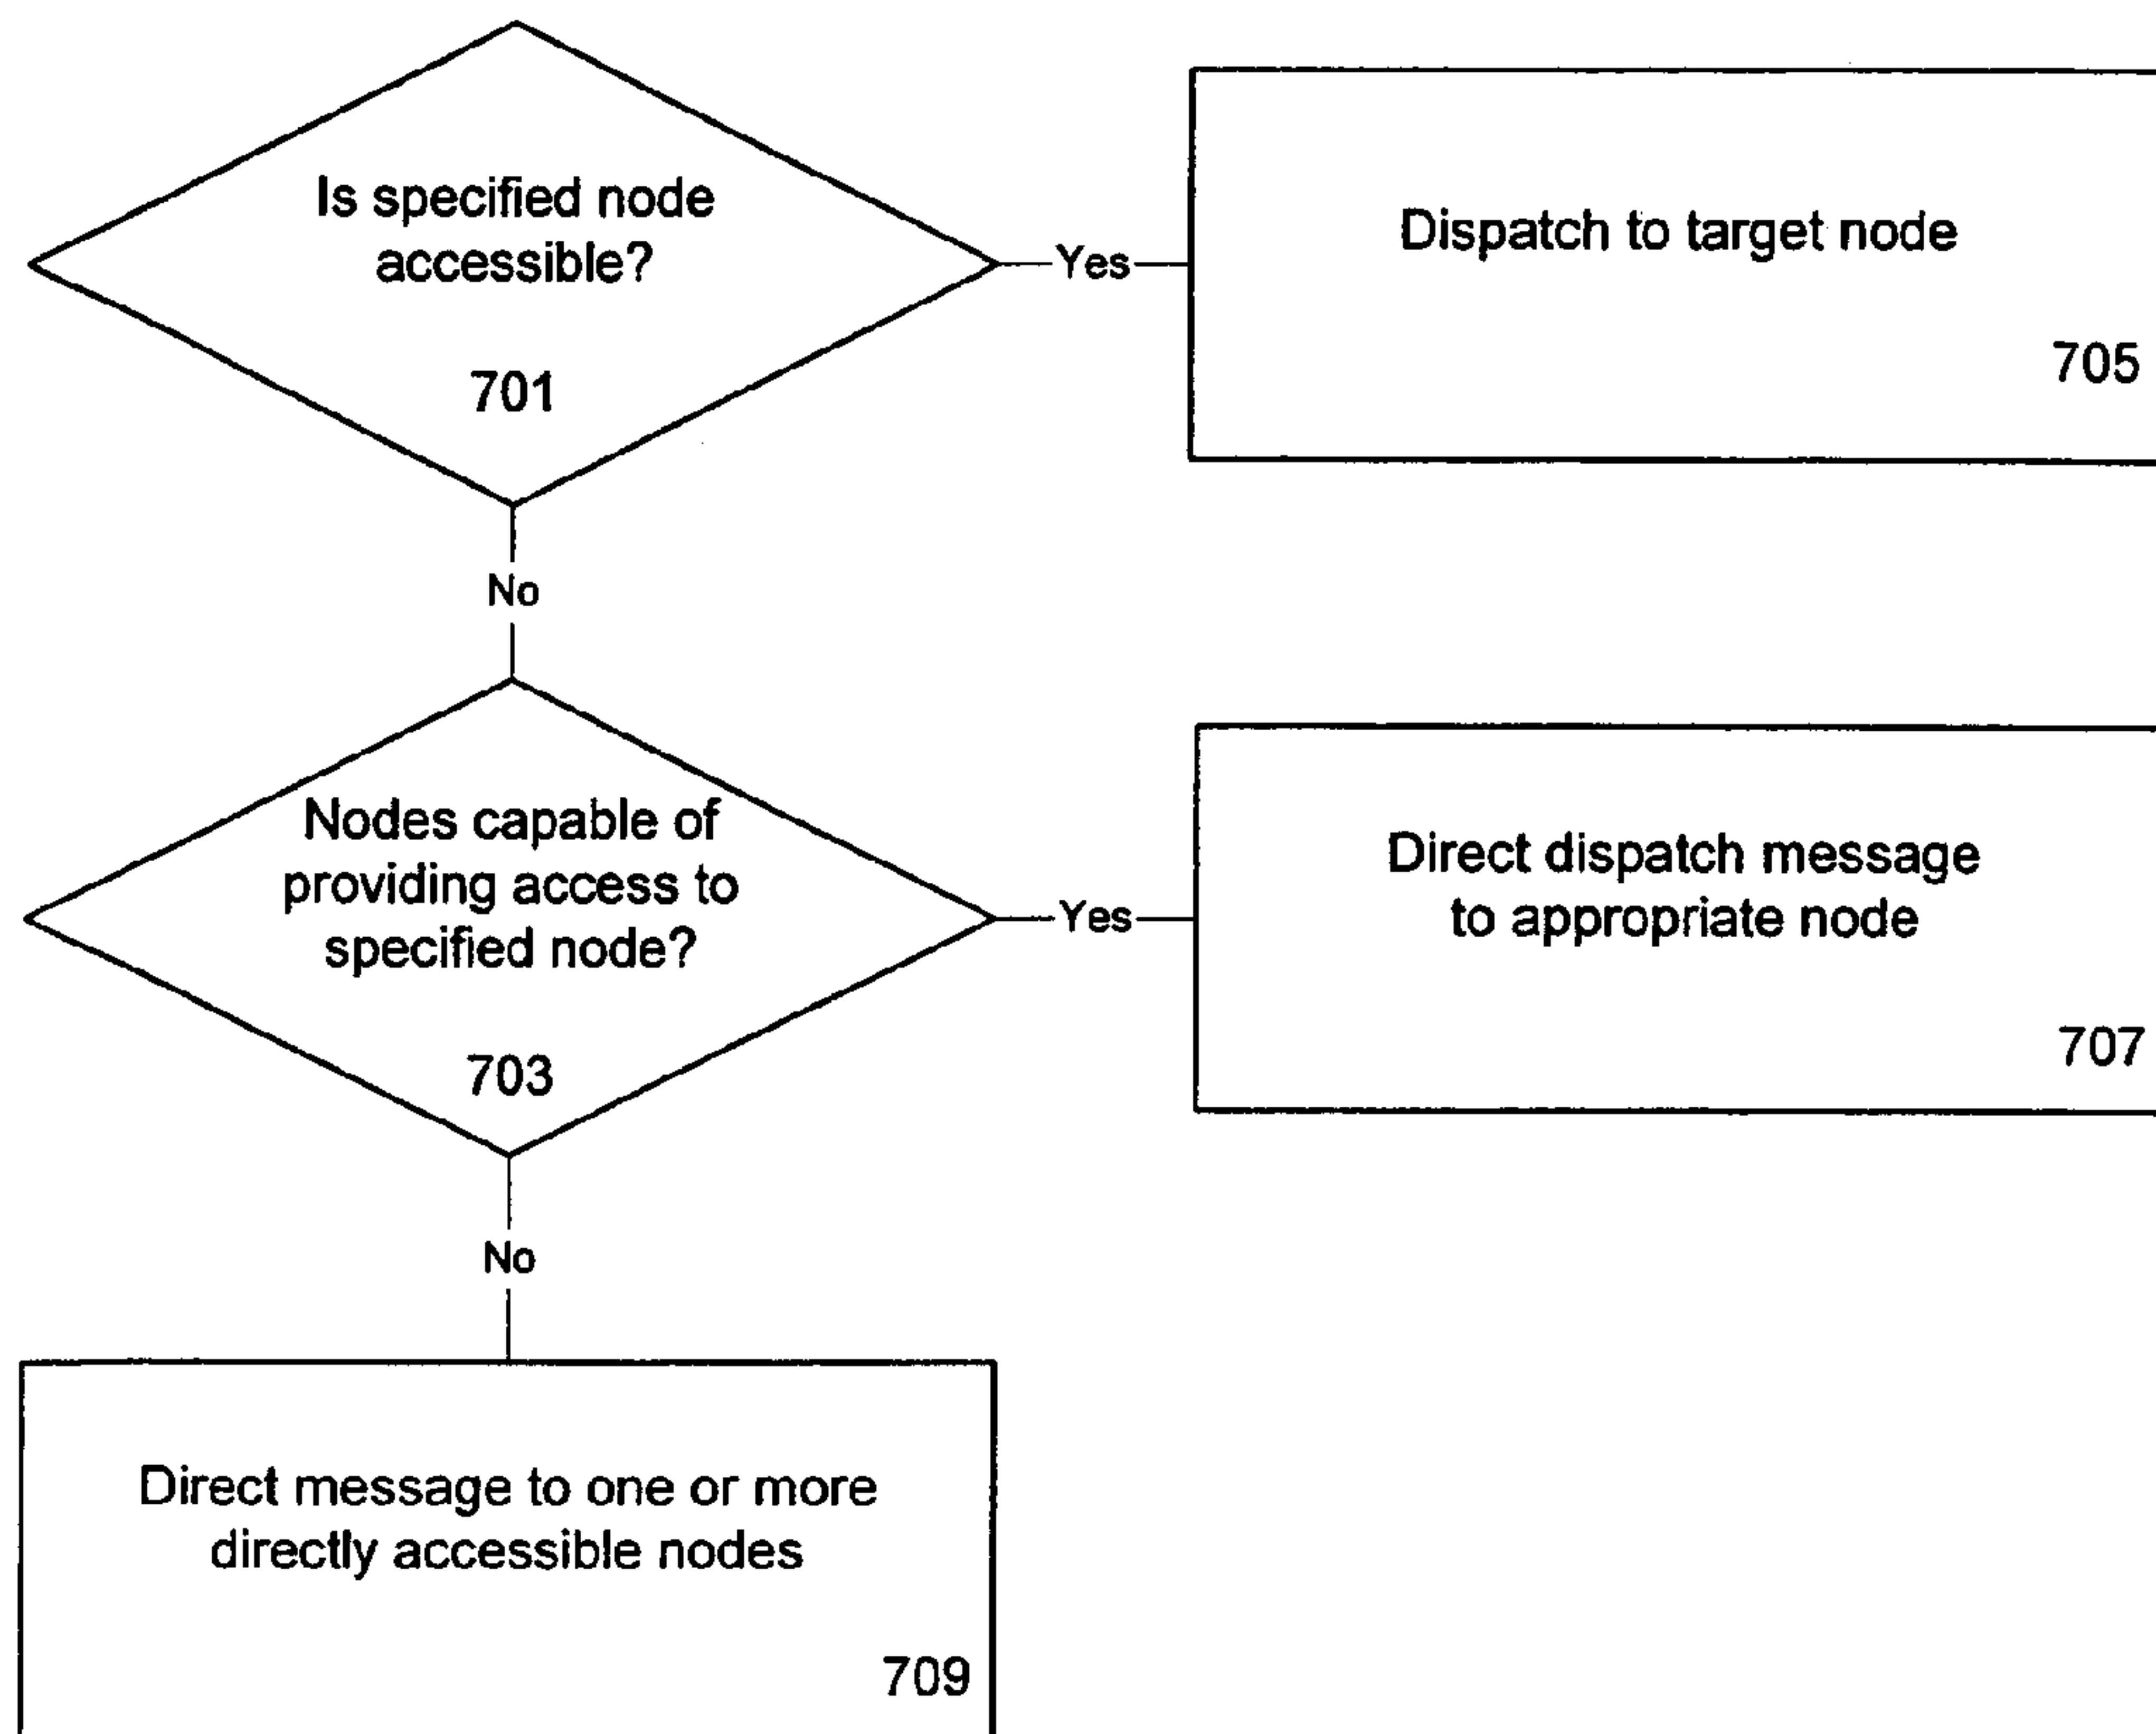 Is specified node
accessible?
701
Yes
Dispatch to target node
705
No
Nodes capable of
providing access to
specified node?
703
Yes
Direct dispatch message
to appropriate node
707
No
Direct message to one or more
directly accessible nodes
709